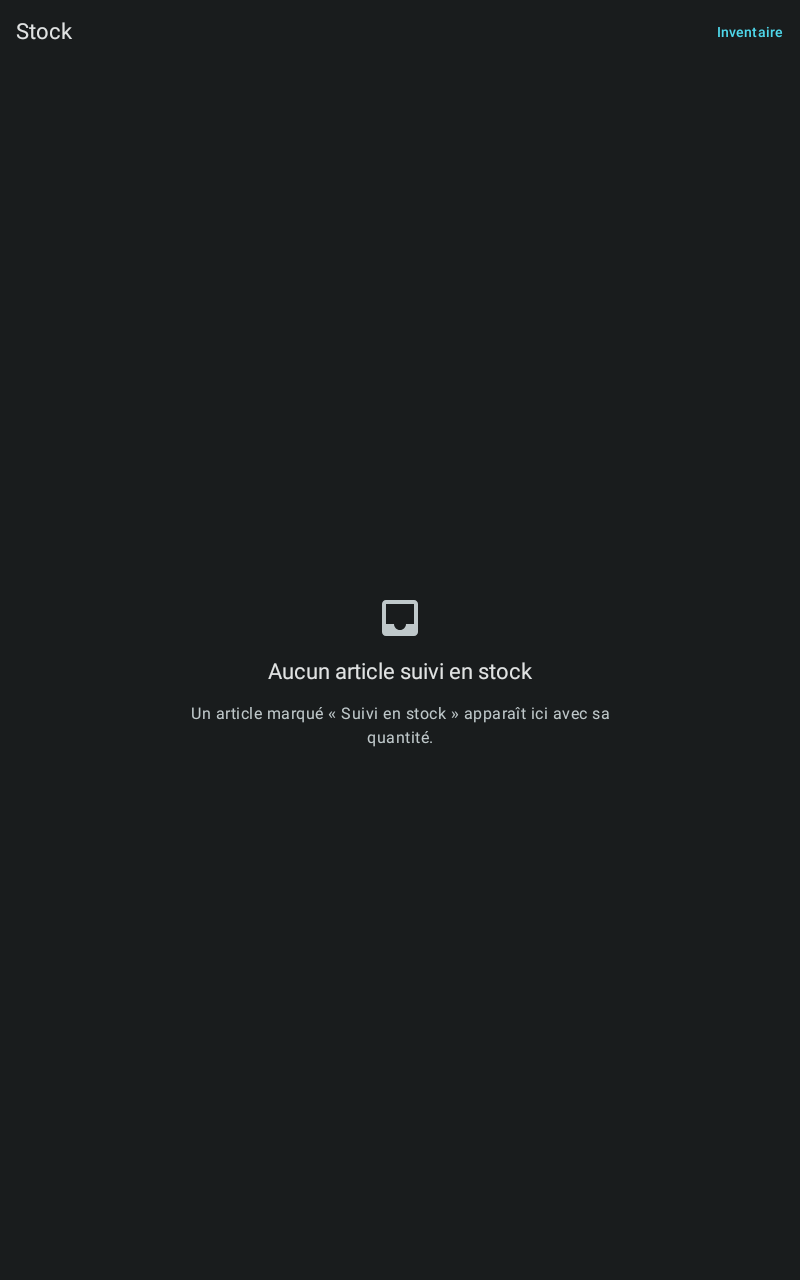 Stock
Inventaire
Aucun article suivi en stock
Un article marqué « Suivi en stock » apparaît ici avec sa
quantité.